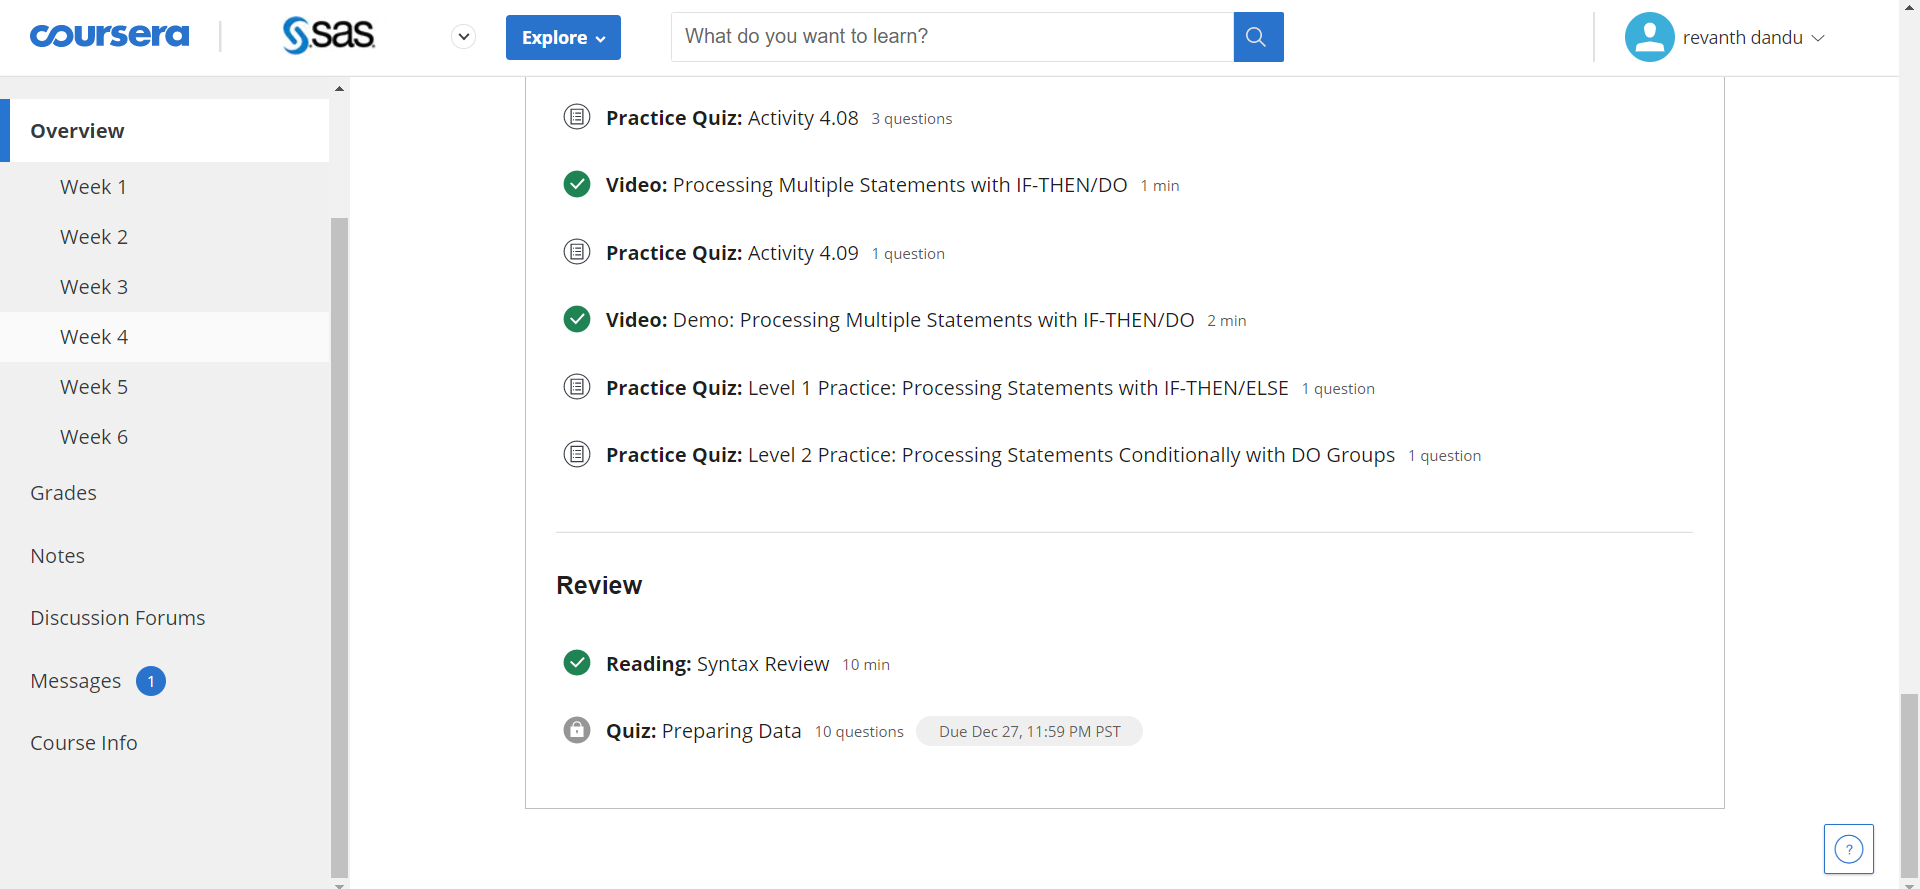 coursera
sas
Explore
What do you want to learn?
revanth dandu
Overview
Week 1
Week 2
Week 3
Week 4
Week 5
Week 6
Grades
Notes
Discussion Forums
Messages 1
Course Info
Practice Quiz: Activity 4.08 3 questions
Video: Processing Multiple Statements with IF-THEN/DO 1 min
Practice Quiz: Activity 4.09 1 question
Video: Demo: Processing Multiple Statements with IF-THEN/DO 2 min
Practice Quiz: Level 1 Practice: Processing Statements with IF-THEN/ELSE 1 question
Practice Quiz: Level 2 Practice: Processing Statements Conditionally with DO Groups 1 question
Review
Reading: Syntax Review 10 min
Quiz: Preparing Data 10 questions Due Dec 27, 11:59 PM PST
?